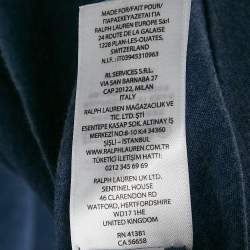 MADE FOR/FAIT POUR/
ΠΑΡΑΣΚΕΥΑΖΕΤΑΙ ΓΙΑ
RALPH LAUREN EUROPE Sàrl
24 ROUTE DE LA GALAISE
1228 PLAN-LES-OUATES,
SWITZERLAND
N.I.F.: IT03945310963
RL SERVICES S.R.L.
VIA SAN BARNABA 27
CAP 20122, MILAN
ITALY
RALPH LAUREN MAĞAZACILIK VE
TİC. LTD. ŞTİ
ESENTEPE KASAP SOK. ALTINAY İŞ
MERKEZİ NO:8-10 K:4 34360
ŞİŞLİ – İSTANBUL
WWW.RALPHLAUREN.COM.TR
TÜKETİCİ İLETİŞİM HATTI:
0212 345 69 69
RALPH LAUREN UK LTD
SENTINEL HOUSE
46 CLARENDON RD
WATFORD, HERTFORDSHIRE
WD17 1HE
UNITED KINGDOM
RN 41381
CA 56658